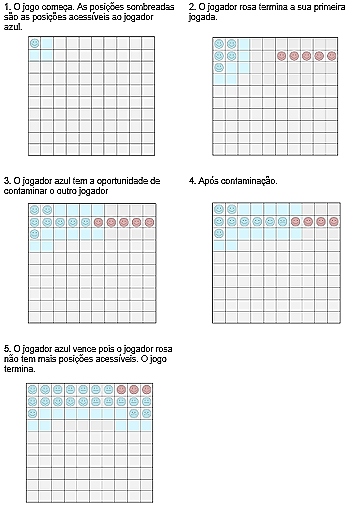 1. O jogo começa. As posições sombreadas
são as posições acessíveis ao jogador
azul.
2. O jogador rosa termina a sua primeira
jogada.
3. O jogador azul tem a oportunidade de
contaminar o outro jogador
4. Após contaminação.
5. O jogador azul vence pois o jogador rosa
não tem mais posições acessíveis. O jogo
termina.